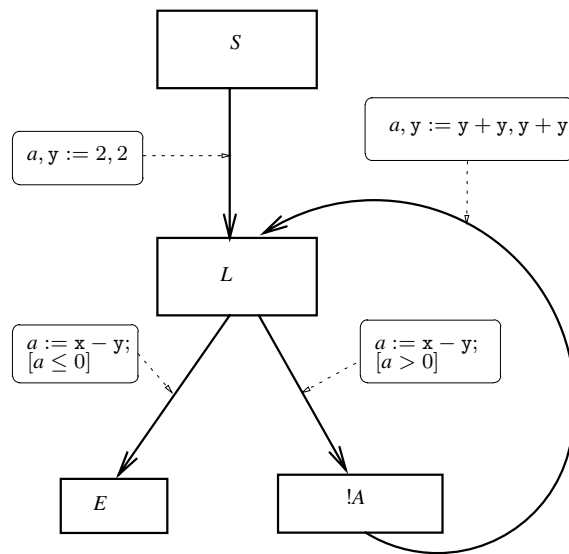 S
a, y := y + y, y + y
a, y := 2, 2
L
a := x − y;
[a ≤ 0]
a := x − y;
[a > 0]
E
!A